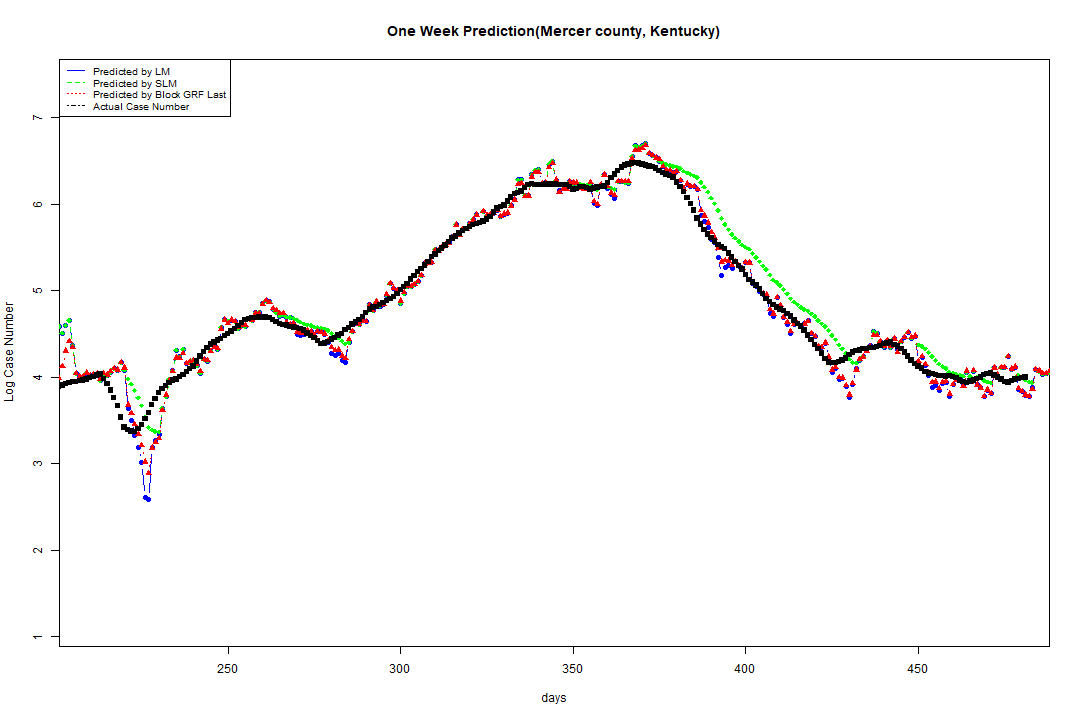 One Week Prediction(Mercer county, Kentucky)
Predicted by LM
Predicted by SLM
Predicted by Block GRF Last
Actual Case Number
Log Case Number
7
6
5
4
3
2
1
250 300 350 400 450
days